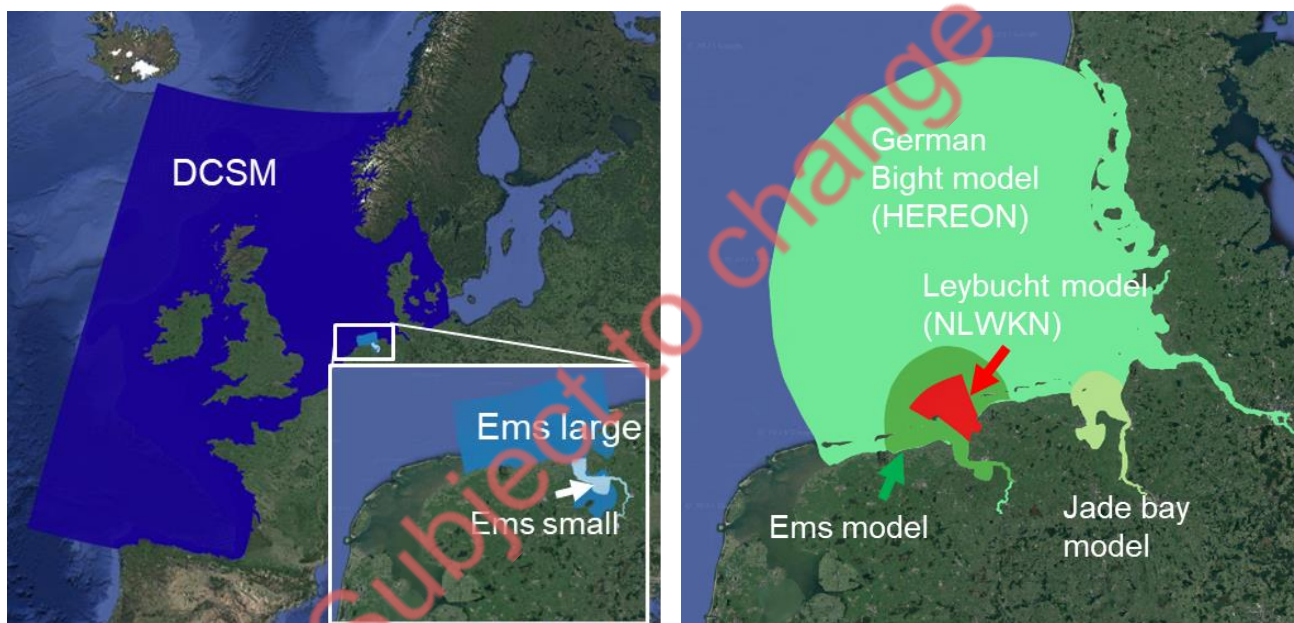 DCSM
Ems large
Ems small
German
Bight model
(HEREON)
Leybucht model
(NLWKN)
Ems model
Jade bay
model
Subject to change